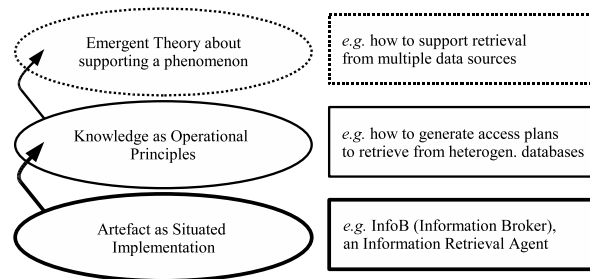 Emergent Theory about
supporting a phenomenon
e.g. how to support retrieval
from multiple data sources
Knowledge as Operational
Principles
e.g. how to generate access plans
to retrieve from heterogen. databases
Artefact as Situated
Implementation
e.g. InfoB (Information Broker),
an Information Retrieval Agent